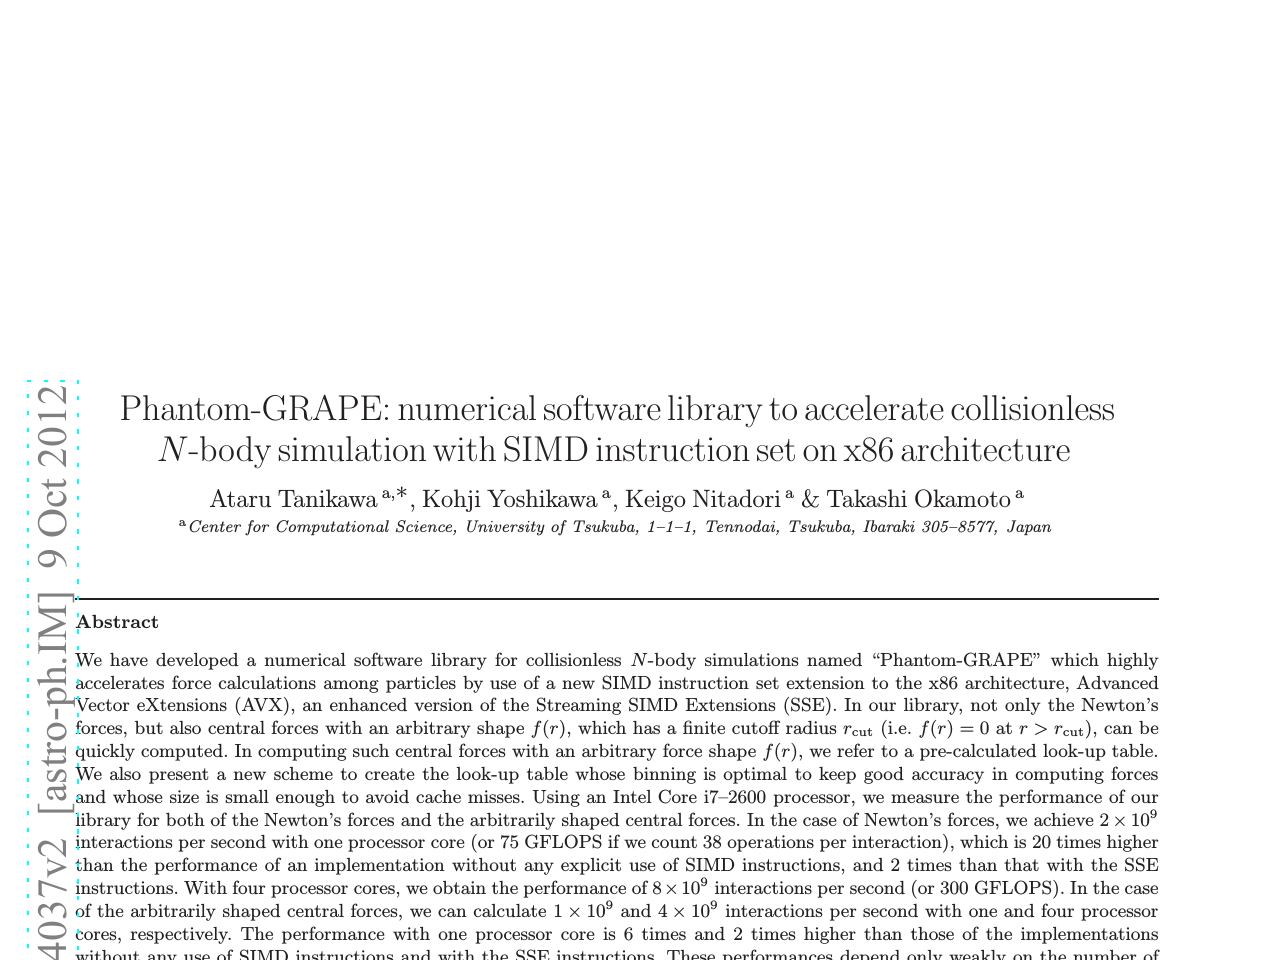 Phantom-GRAPE: numerical software library to accelerate collisionless
N-body simulation with SIMD instruction set on x86 architecture
Ataru Tanikawa a,*, Kohji Yoshikawa a, Keigo Nitadori a & Takashi Okamoto a
a Center for Computational Science, University of Tsukuba, 1–1–1, Tennodai, Tsukuba, Ibaraki 305–8577, Japan
4037v2 [astro-ph.IM] 9 Oct 2012
Abstract
We have developed a numerical software library for collisionless N-body simulations named “Phantom-GRAPE” which highly
accelerates force calculations among particles by use of a new SIMD instruction set extension to the x86 architecture, Advanced
Vector eXtensions (AVX), an enhanced version of the Streaming SIMD Extensions (SSE). In our library, not only the Newton’s
forces, but also central forces with an arbitrary shape f(r), which has a finite cutoff radius r_cut (i.e. f(r) = 0 at r > r_cut), can be
quickly computed. In computing such central forces with an arbitrary force shape f(r), we refer to a pre-calculated look-up table.
We also present a new scheme to create the look-up table whose binning is optimal to keep good accuracy in computing forces
and whose size is small enough to avoid cache misses. Using an Intel Core i7–2600 processor, we measure the performance of our
library for both of the Newton’s forces and the arbitrarily shaped central forces. In the case of Newton’s forces, we achieve 2 × 10^9
interactions per second with one processor core (or 75 GFLOPS if we count 38 operations per interaction), which is 20 times higher
than the performance of an implementation without any explicit use of SIMD instructions, and 2 times than that with the SSE
instructions. With four processor cores, we obtain the performance of 8 × 10^9 interactions per second (or 300 GFLOPS). In the case
of the arbitrarily shaped central forces, we can calculate 1 × 10^9 and 4 × 10^9 interactions per second with one and four processor
cores, respectively. The performance with one processor core is 6 times and 2 times higher than those of the implementations
without any use of SIMD instructions and with the SSE instructions. These performances depend only weakly on the number of